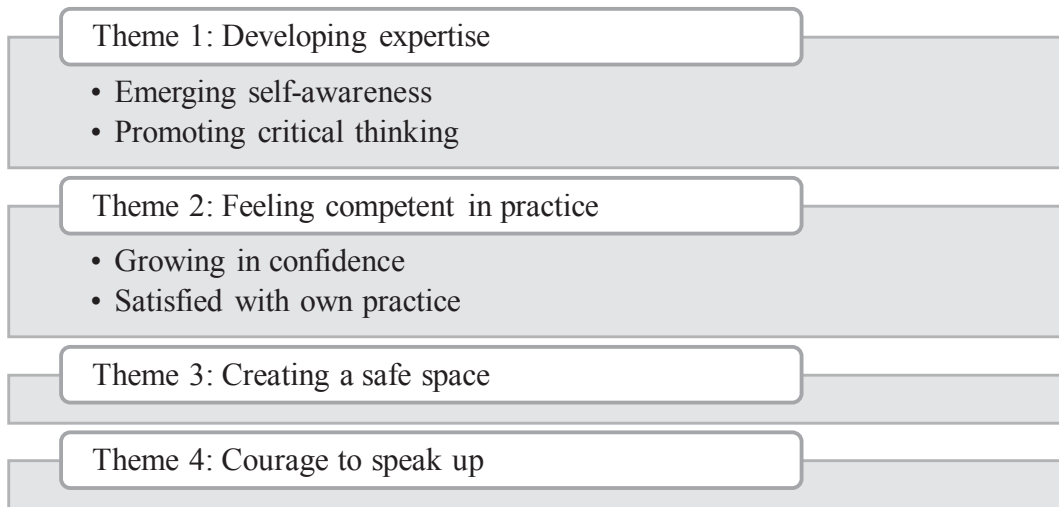 Theme 1: Developing expertise
• Emerging self-awareness
• Promoting critical thinking
Theme 2: Feeling competent in practice
• Growing in confidence
• Satisfied with own practice
Theme 3: Creating a safe space
Theme 4: Courage to speak up